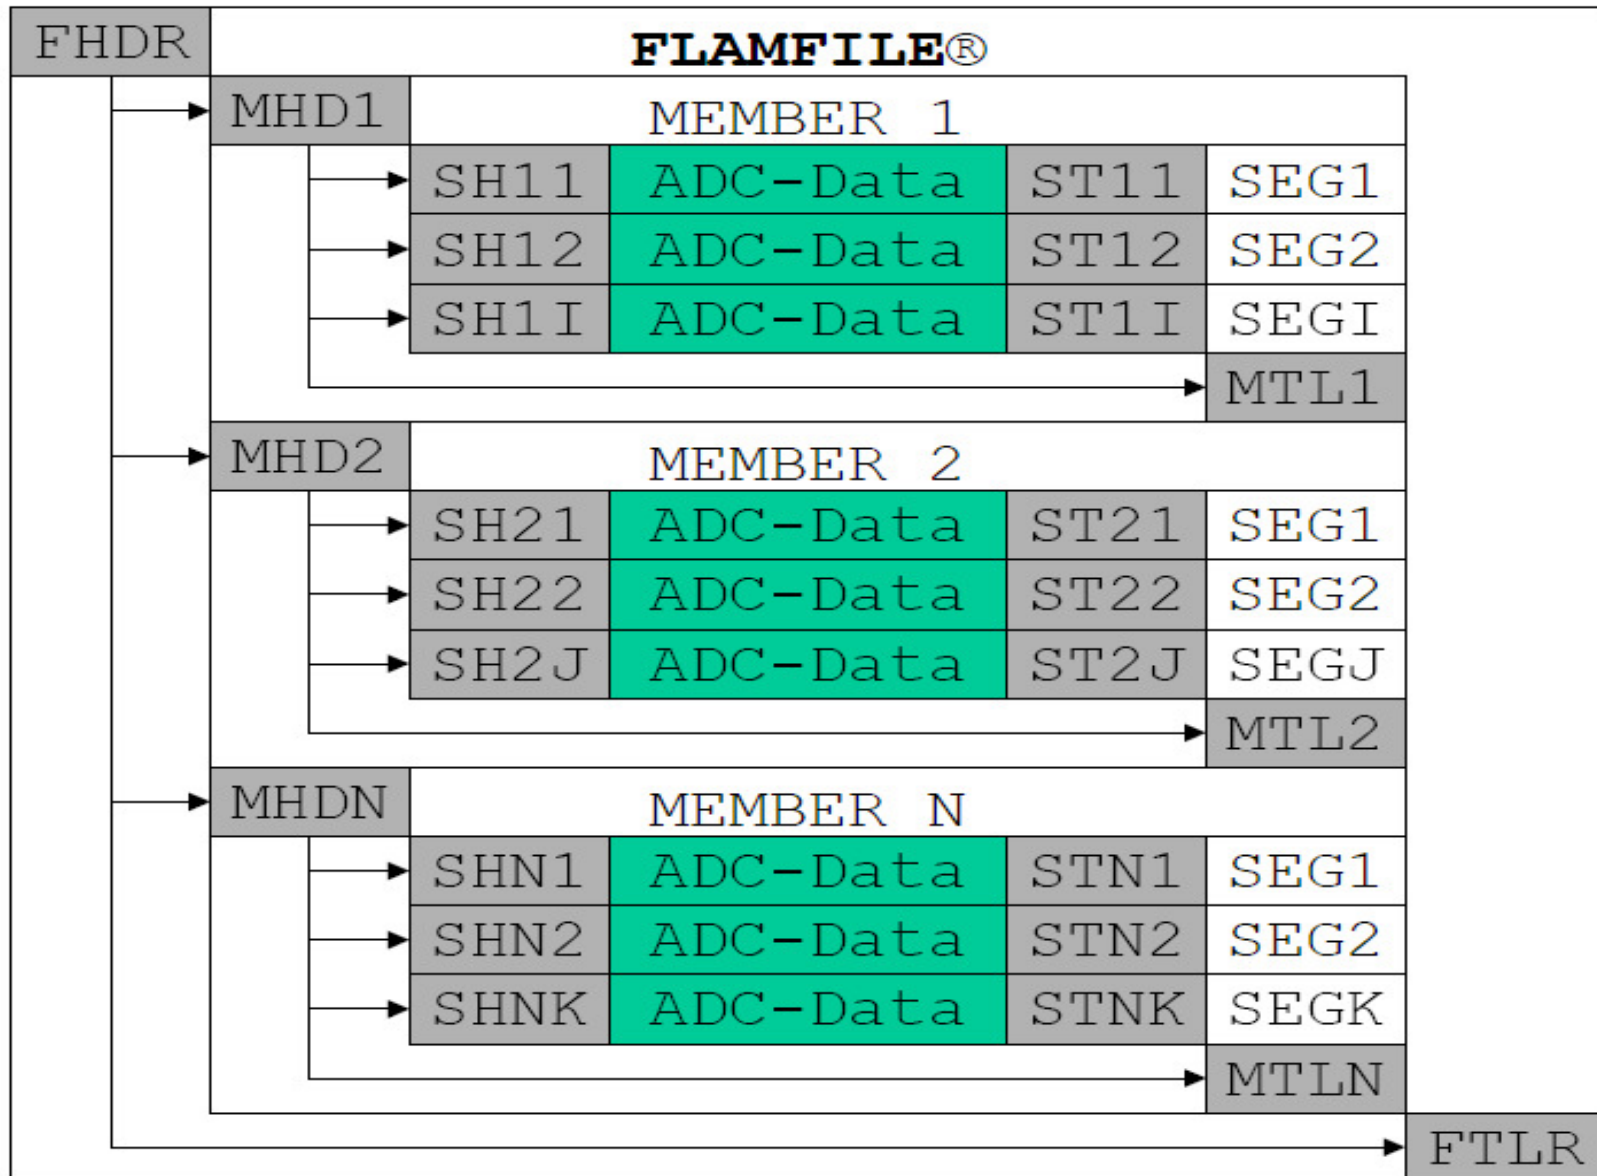 FHDR FLAMFILE®
MHD1 MEMBER 1
SH11 ADC-Data ST11 SEG1
SH12 ADC-Data ST12 SEG2
SH1I ADC-Data ST1I SEGI
MTL1
MHD2 MEMBER 2
SH21 ADC-Data ST21 SEG1
SH22 ADC-Data ST22 SEG2
SH2J ADC-Data ST2J SEGJ
MTL2
MHDN MEMBER N
SHN1 ADC-Data STN1 SEG1
SHN2 ADC-Data STN2 SEG2
SHNK ADC-Data STNK SEGK
MTLN
FTLR